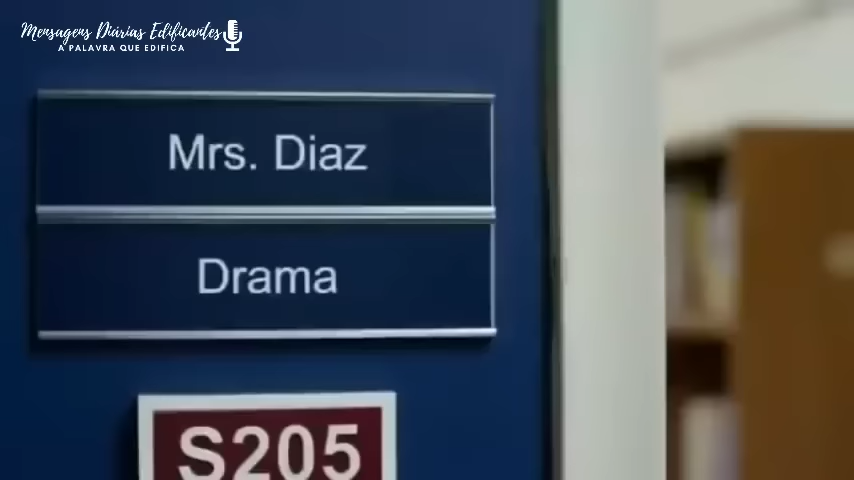 Mensagens Diárias Edificantes
A PALAVRA QUE EDIFICA
Mrs. Diaz
Drama
S205